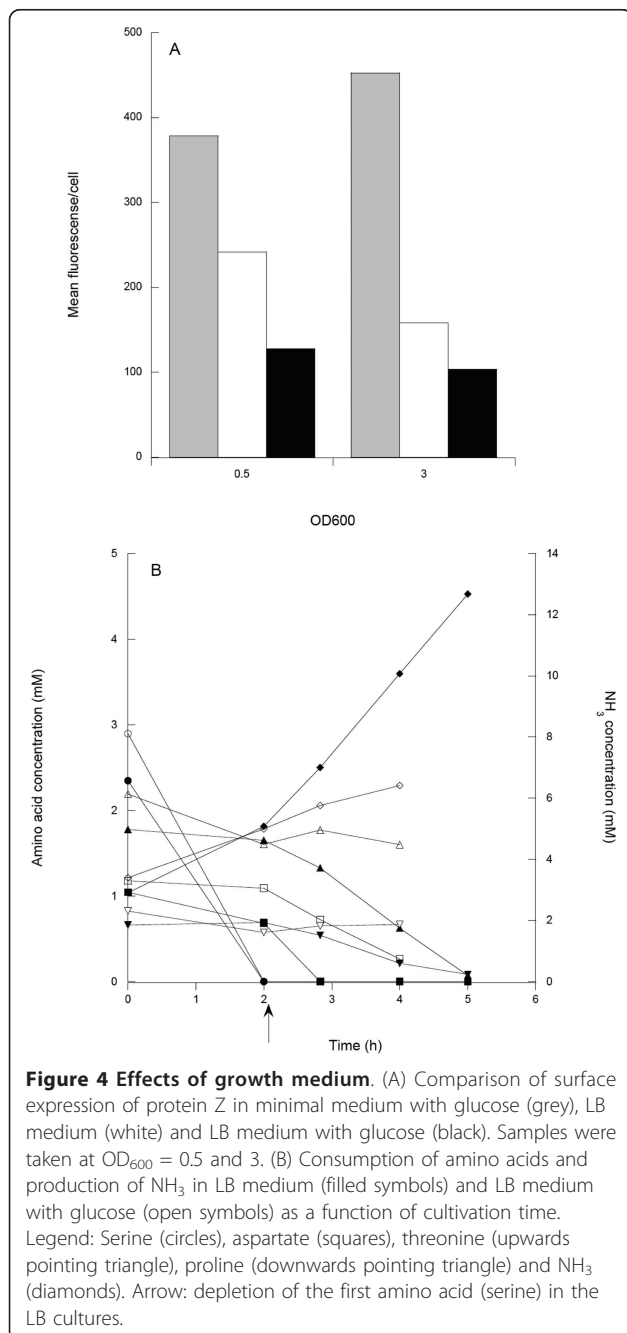 500
A
400
300
200
100
0
Mean fluorescense/cell
0.5
3
OD600
5
B
4
3
2
1
0
Amino acid concentration (mM)
14
12
10
8
6
4
2
0
NH3 concentration (mM)
0
1
2
3
4
5
6
Time (h)
Figure 4 Effects of growth medium. (A) Comparison of surface
expression of protein Z in minimal medium with glucose (grey), LB
medium (white) and LB medium with glucose (black). Samples were
taken at OD600 = 0.5 and 3. (B) Consumption of amino acids and
production of NH3 in LB medium (filled symbols) and LB medium
with glucose (open symbols) as a function of cultivation time.
Legend: Serine (circles), aspartate (squares), threonine (upwards
pointing triangle), proline (downwards pointing triangle) and NH3
(diamonds). Arrow: depletion of the first amino acid (serine) in the
LB cultures.